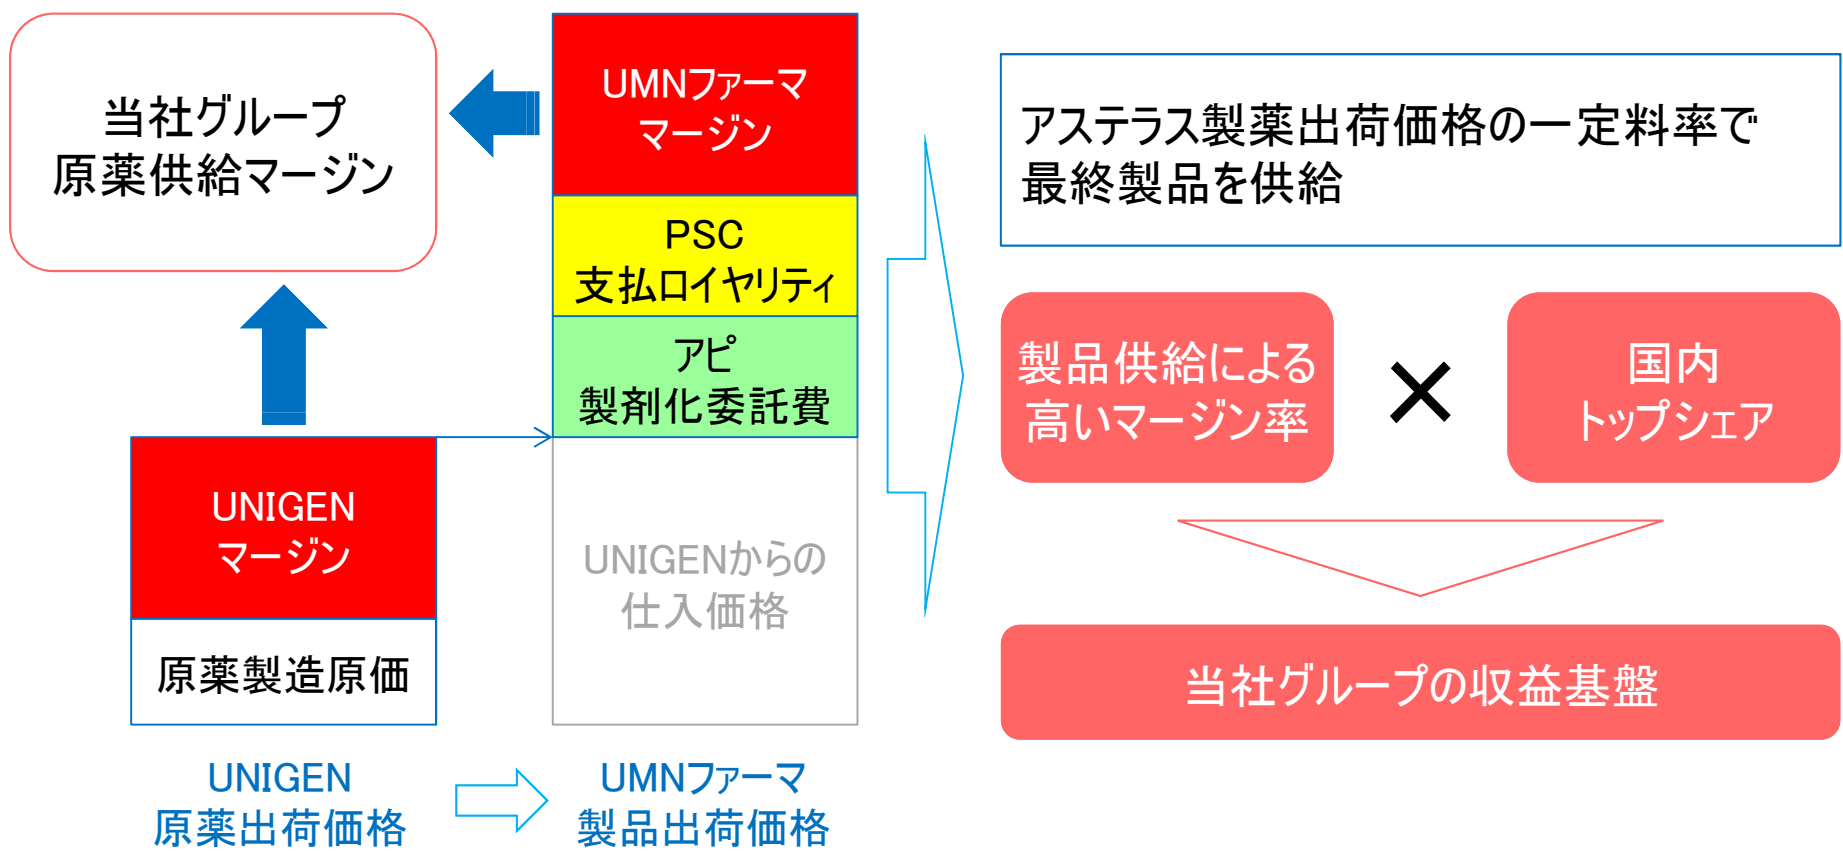 当社グループ
原薬供給マージン
UMNファーマ
マージン
PSC
支払ロイヤリティ
アピ
製剤化委託費
UNIGENからの
仕入価格
UNIGEN
マージン
原薬製造原価
UNIGEN
原薬出荷価格
UMNファーマ
製品出荷価格
アステラス製薬出荷価格の一定料率で
最終製品を供給
製品供給による
高いマージン率
×
国内
トップシェア
当社グループの収益基盤